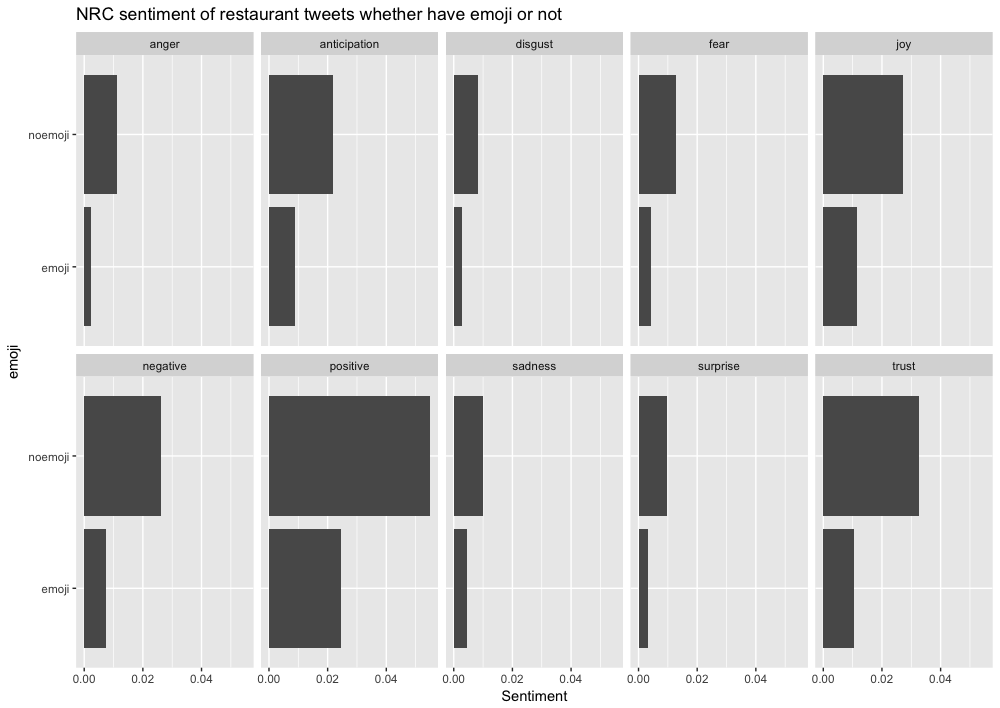 NRC sentiment of restaurant tweets whether have emoji or not
anger anticipation disgust fear joy
noemoji
emoji
emoji
negative positive sadness surprise trust
noemoji
emoji
0.00 0.02 0.04 0.00 0.02 0.04 0.00 0.02 0.04 0.00 0.02 0.04 0.00 0.02 0.04
Sentiment